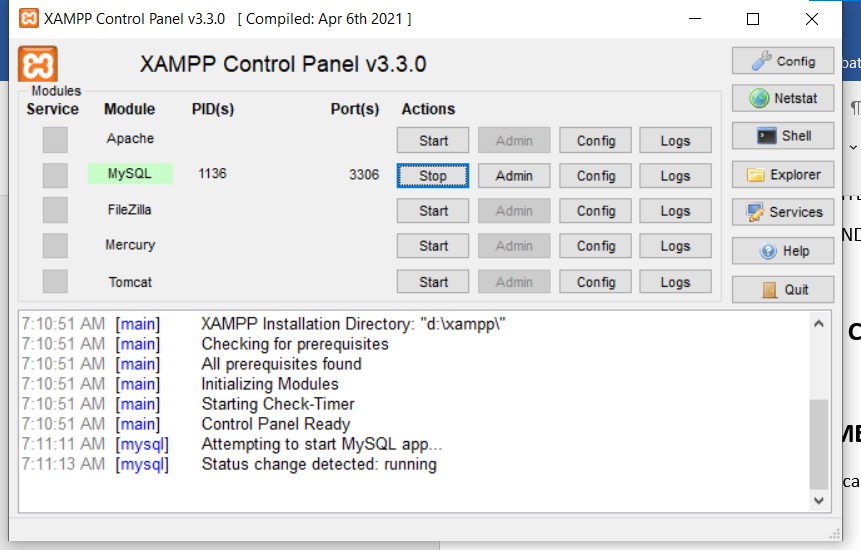 XAMPP Control Panel v3.3.0 [ Compiled: Apr 6th 2021 ]
XAMPP Control Panel v3.3.0
Modules
Service Module PID(s) Port(s) Actions
Apache Start Admin Config Logs
MySQL 1136 3306 Stop Admin Config Logs
FileZilla Start Admin Config Logs
Mercury Start Admin Config Logs
Tomcat Start Admin Config Logs
Config
Netstat
Shell
Explorer
Services
Help
Quit
7:10:51 AM [main] XAMPP Installation Directory: "d:\xampp\"
7:10:51 AM [main] Checking for prerequisites
7:10:51 AM [main] All prerequisites found
7:10:51 AM [main] Initializing Modules
7:10:51 AM [main] Starting Check-Timer
7:10:51 AM [main] Control Panel Ready
7:11:11 AM [mysql] Attempting to start MySQL app...
7:11:13 AM [mysql] Status change detected: running